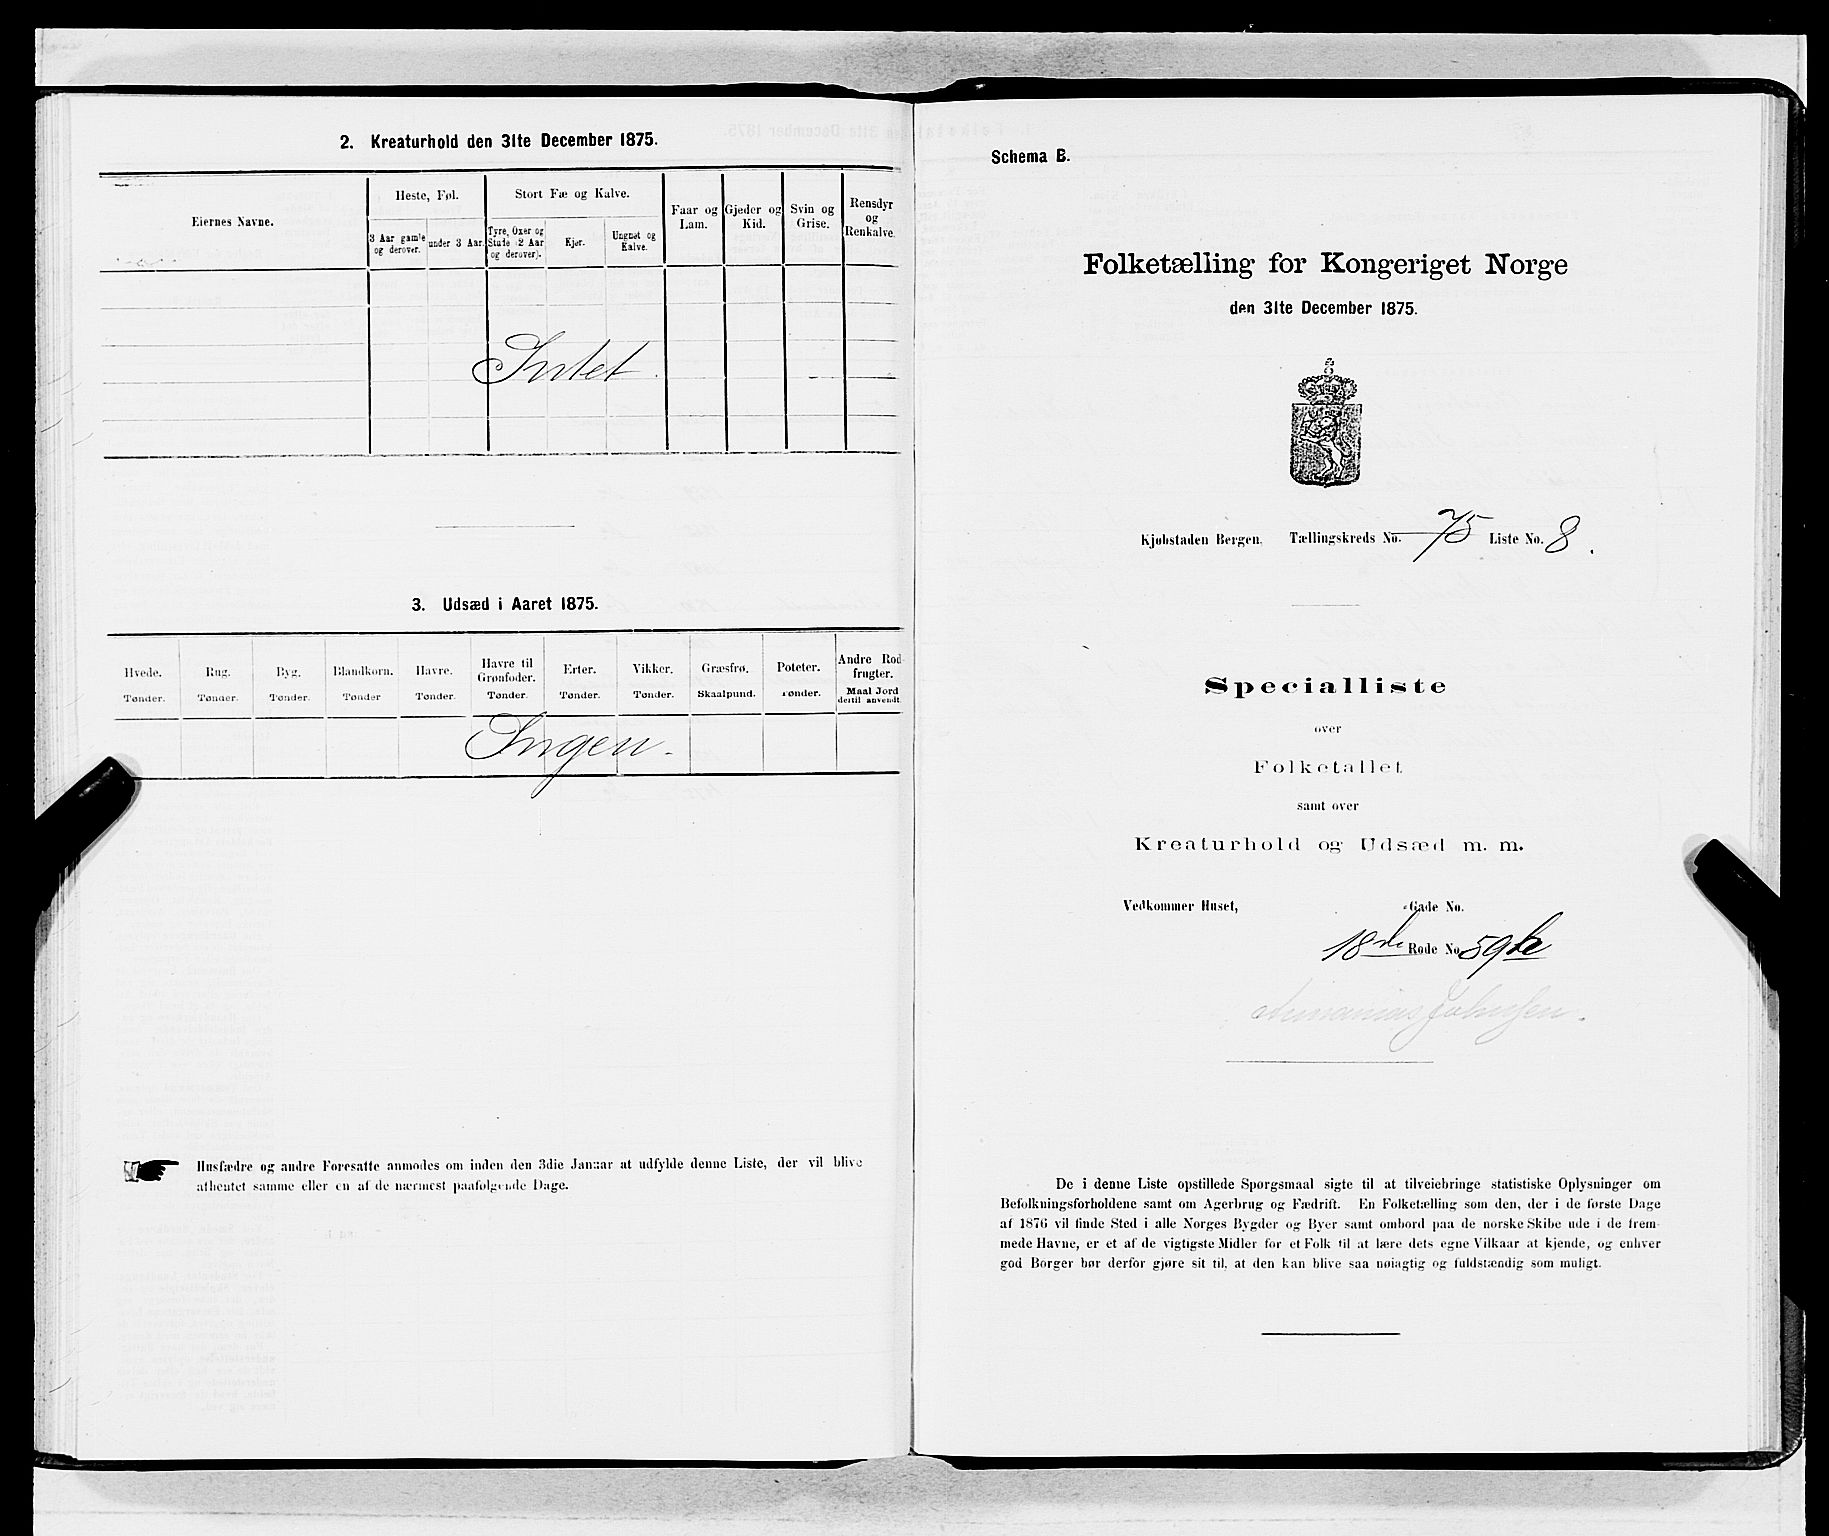 2. Kreaturhold den 31te December 1875.
Eiernes Navne.
Heste, Føl.
3 Aar gamle og derover.
under 3 Aar.
Stort Fæ og Kalve.
Tyre, Oxer og Stude (2 Aar og derover).
Kjør.
Ungnøt og Kalve.
Faar og Lam.
Gjeder og Kid.
Svin og Grise.
Rensdyr og Renkalve.
Intet
3. Udsæd i Aaret 1875.
Hvede.
Tønder.
Rug.
Tønder.
Byg.
Tønder.
Blandkorn.
Tønder
Havre.
Tønder.
Havre til Grønfoder.
Tønder.
Erter.
Tønder.
Vikker.
Tønder.
Græsfrø.
Skaalpund.
Poteter.
Tønder.
Andre Rodfrugter.
Maal Jord dertil anvendt.
Ingen.
Husfædre og andre Foresatte anmodes om inden den 3die Januar at udfylde denne Liste, der vil blive
afhentet samme eller en af de nærmest paafølgende Dage.
Schema B.
Folketælling for Kongeriget Norge
den 31te December 1875.
Kjøbstaden Bergen. Tællingskreds No. 75 Liste No. 8.
Specialliste
over
Folketallet
samt over
Kreaturhold og Udsæd m. m.
Vedkommer Huset, Gade No.
18de Rode No. 59be
Johnsen.
De i denne Liste opstillede Spørgsmaal sigte til at tilveiebringe statistiske Oplysninger om
Befolkningsforholdene samt om Agerbrug og Fædrift. En Folketælling som den, der i de første Dage
af 1876 vil finde Sted i alle Norges Bygder og Byer samt ombord paa de norske Skibe ude i de frem-
mede Havne, er et af de vigtigste Midler for et Folk til at lære dets egne Vilkaar at kjende, og enhver
god Borger bør derfor gjøre sit til, at den kan blive saa nøiagtig og fuldstændig som muligt.